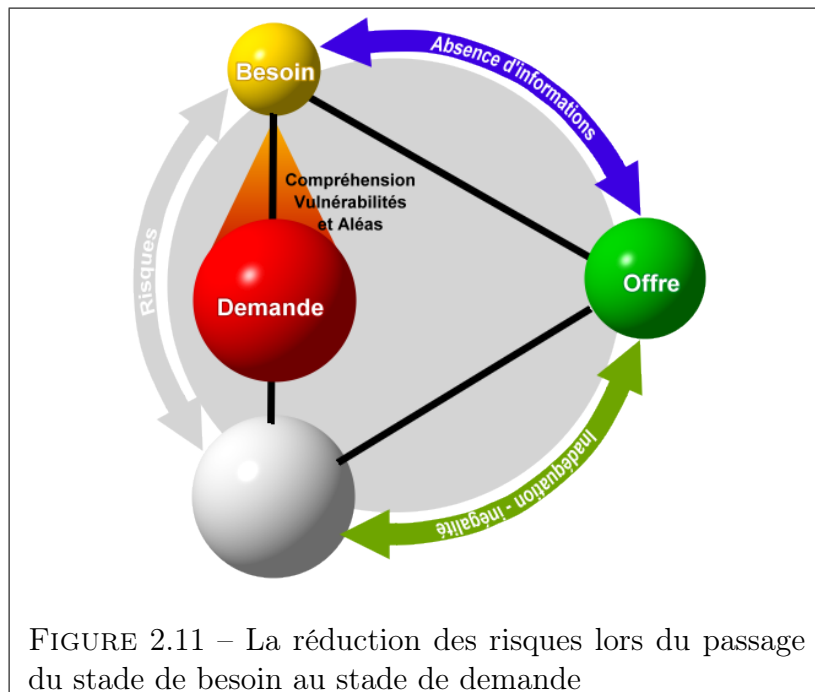 Besoin
Absence d'informations
Compréhension
Vulnérabilités
et Aléas
Risques
Demande
Offre
Inadéquation - inégalité
FIGURE 2.11 – La réduction des risques lors du passage
du stade de besoin au stade de demande